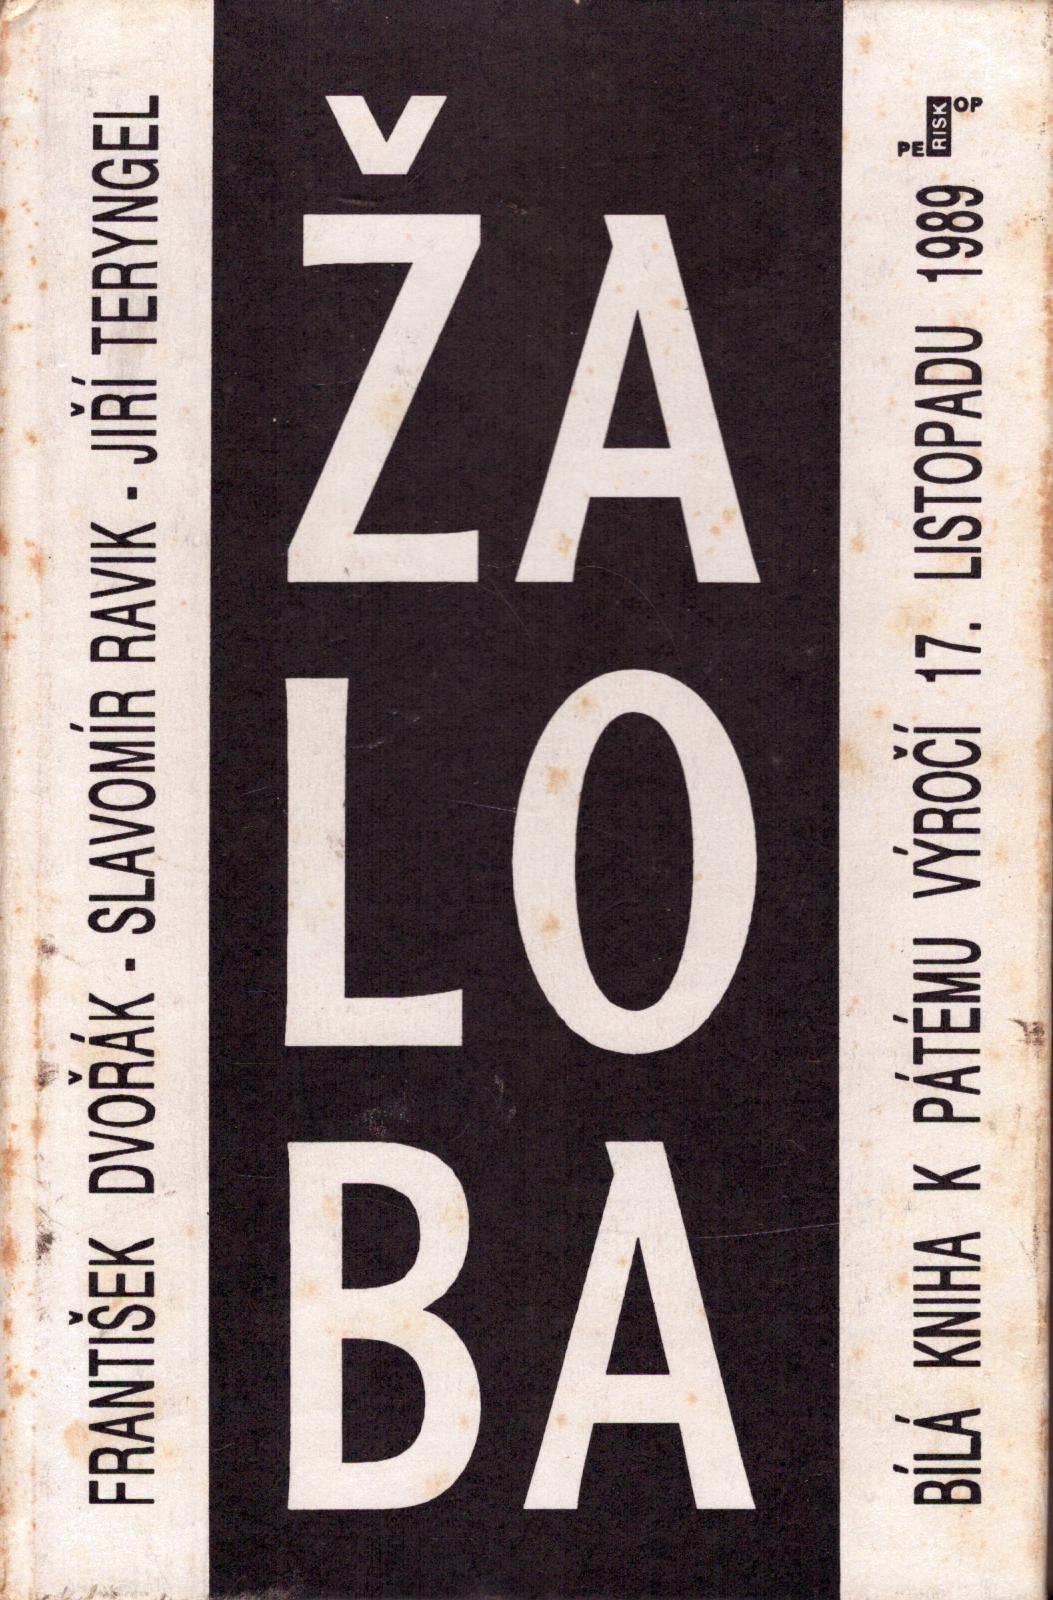 FRANTIŠEK DVOŘÁK - SLAVOMÍR RAVIK - JIŘÍ TERYNGEL
ŽA
LO
BA
BÍLÁ KNIHA K PÁTÉMU VÝROČÍ 17. LISTOPADU 1989
PERISKOP